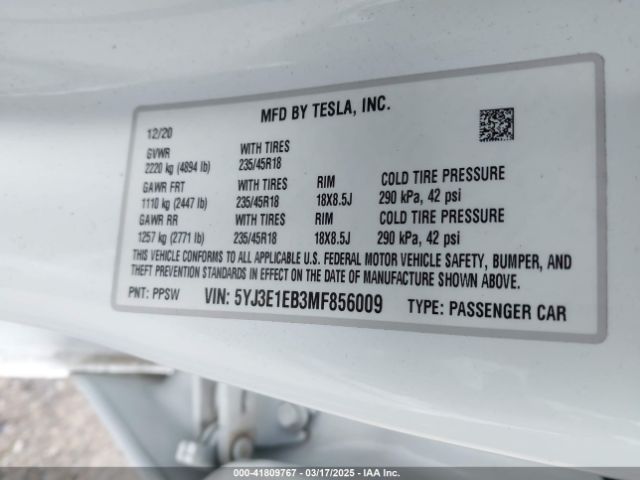 MFD BY TESLA, INC.
12/20
GVWR WITH TIRES
2220 kg (4894 lb) 235/45R18
GAWR FRT WITH TIRES RIM COLD TIRE PRESSURE
1110 kg (2447 lb) 235/45R18 18X8.5J 290 kPa, 42 psi
GAWR RR WITH TIRES RIM COLD TIRE PRESSURE
1257 kg (2771 lb) 235/45R18 18X8.5J 290 kPa, 42 psi
THIS VEHICLE CONFORMS TO ALL APPLICABLE U.S. FEDERAL MOTOR VEHICLE SAFETY, BUMPER, AND
THEFT PREVENTION STANDARDS IN EFFECT ON THE DATE OF MANUFACTURE SHOWN ABOVE.
PNT: PPSW VIN: 5YJ3E1EB3MF856009 TYPE: PASSENGER CAR
000-41809767 - 03/17/2025 - IAA Inc.